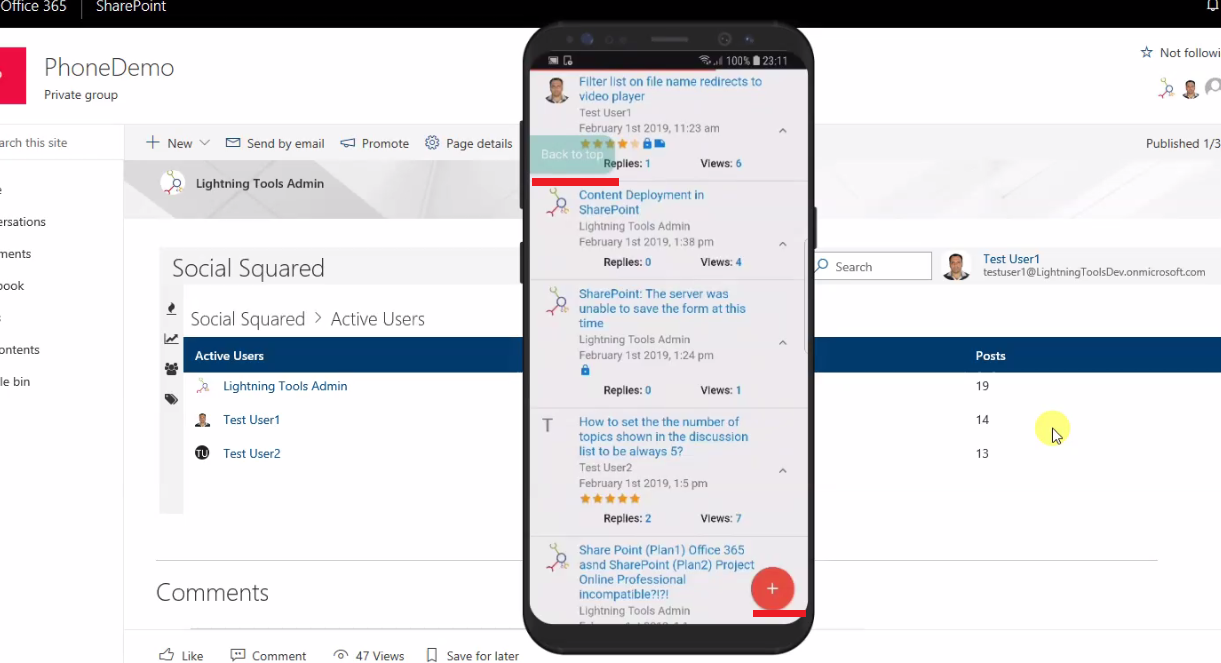 Office 365
SharePoint
PhoneDemo
Private group
Not followi
arch this site
New
Send by email
Promote
Page details
Published 1/3
Lightning Tools Admin
ersations
ments
book
ontents
le bin
Social Squared
Search
Test User1
testuser1@LightningToolsDev.onmicrosoft.com
Social Squared > Active Users
Active Users
Posts
Lightning Tools Admin
19
Test User1
14
TU
Test User2
13
Comments
Like
Comment
47 Views
Save for later
100%
23:11
Filter list on file name redirects to
video player
Test User1
February 1st 2019, 11:23 am
Back to top
Replies: 1
Views: 6
Content Deployment in
SharePoint
Lightning Tools Admin
February 1st 2019, 1:38 pm
Replies: 0
Views: 4
SharePoint: The server was
unable to save the form at this
time
Lightning Tools Admin
February 1st 2019, 1:24 pm
Replies: 0
Views: 1
T
How to set the the number of
topics shown in the discussion
list to be always 5?
Test User2
February 1st 2019, 1:5 pm
Replies: 2
Views: 7
Share Point (Plan1) Office 365
asnd SharePoint (Plan2) Project
Online Professional
incompatible?!?!
Lightning Tools Admin